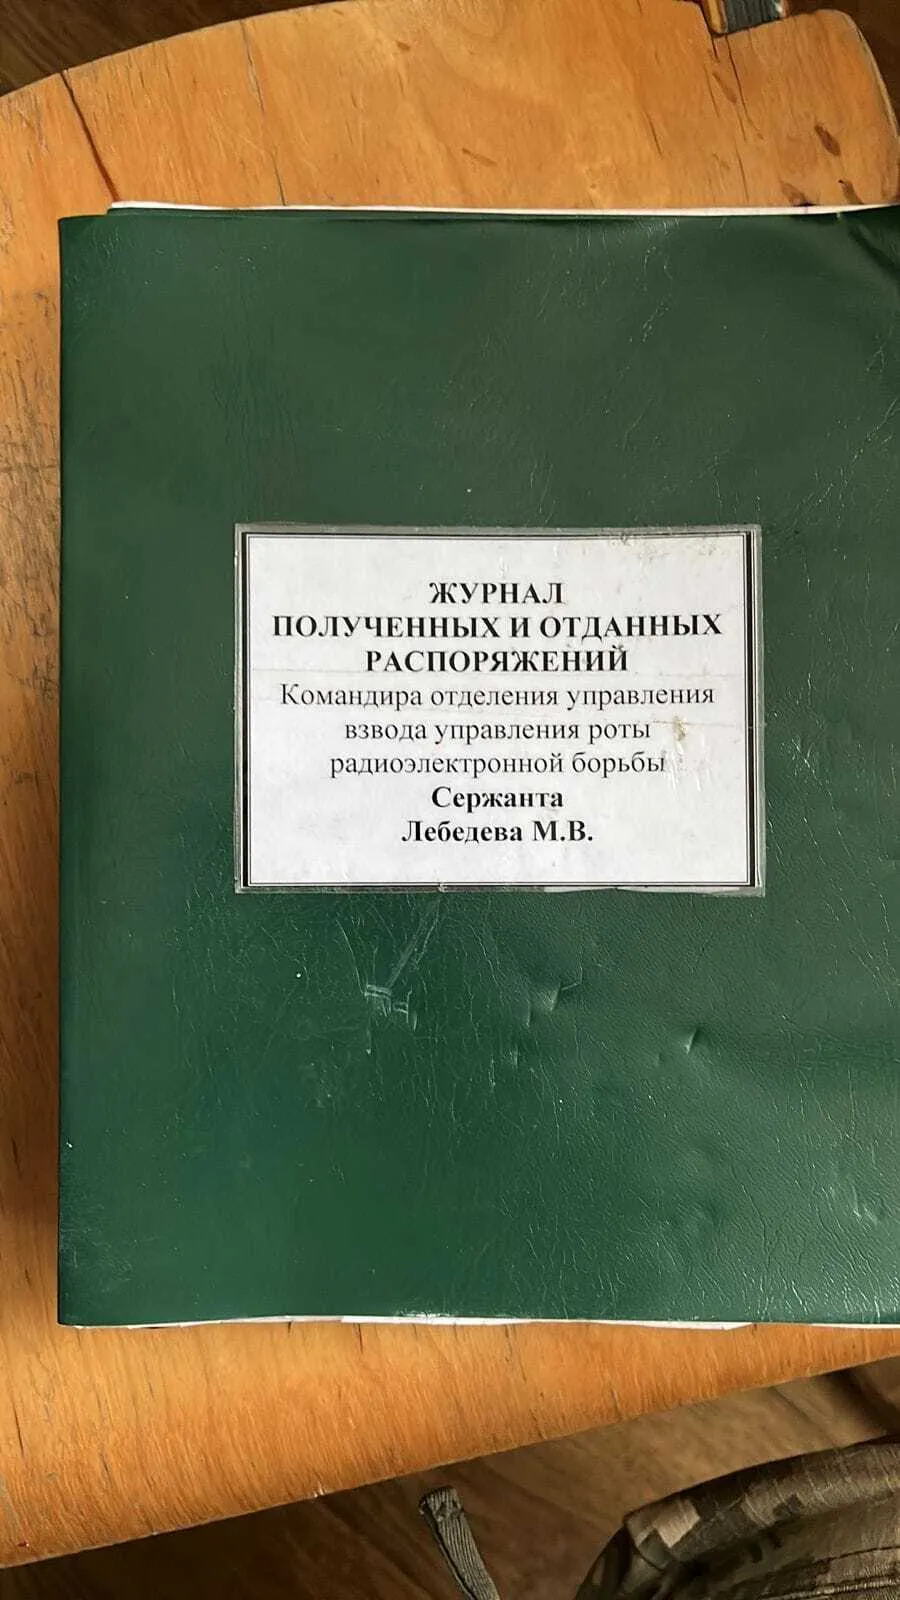 ЖУРНАЛ
ПОЛУЧЕННЫХ И ОТДАННЫХ
РАСПОРЯЖЕНИЙ
Командира отделения управления
взвода управления роты
радиоэлектронной борьбы
Сержанта
Лебедева М.В.